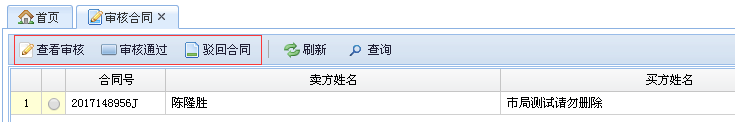 首页 审核合同
查看审核 审核通过 驳回合同 刷新 查询
合同号 卖方姓名 买方姓名
1 2017148956J 陈隆胜 市局测试请勿删除